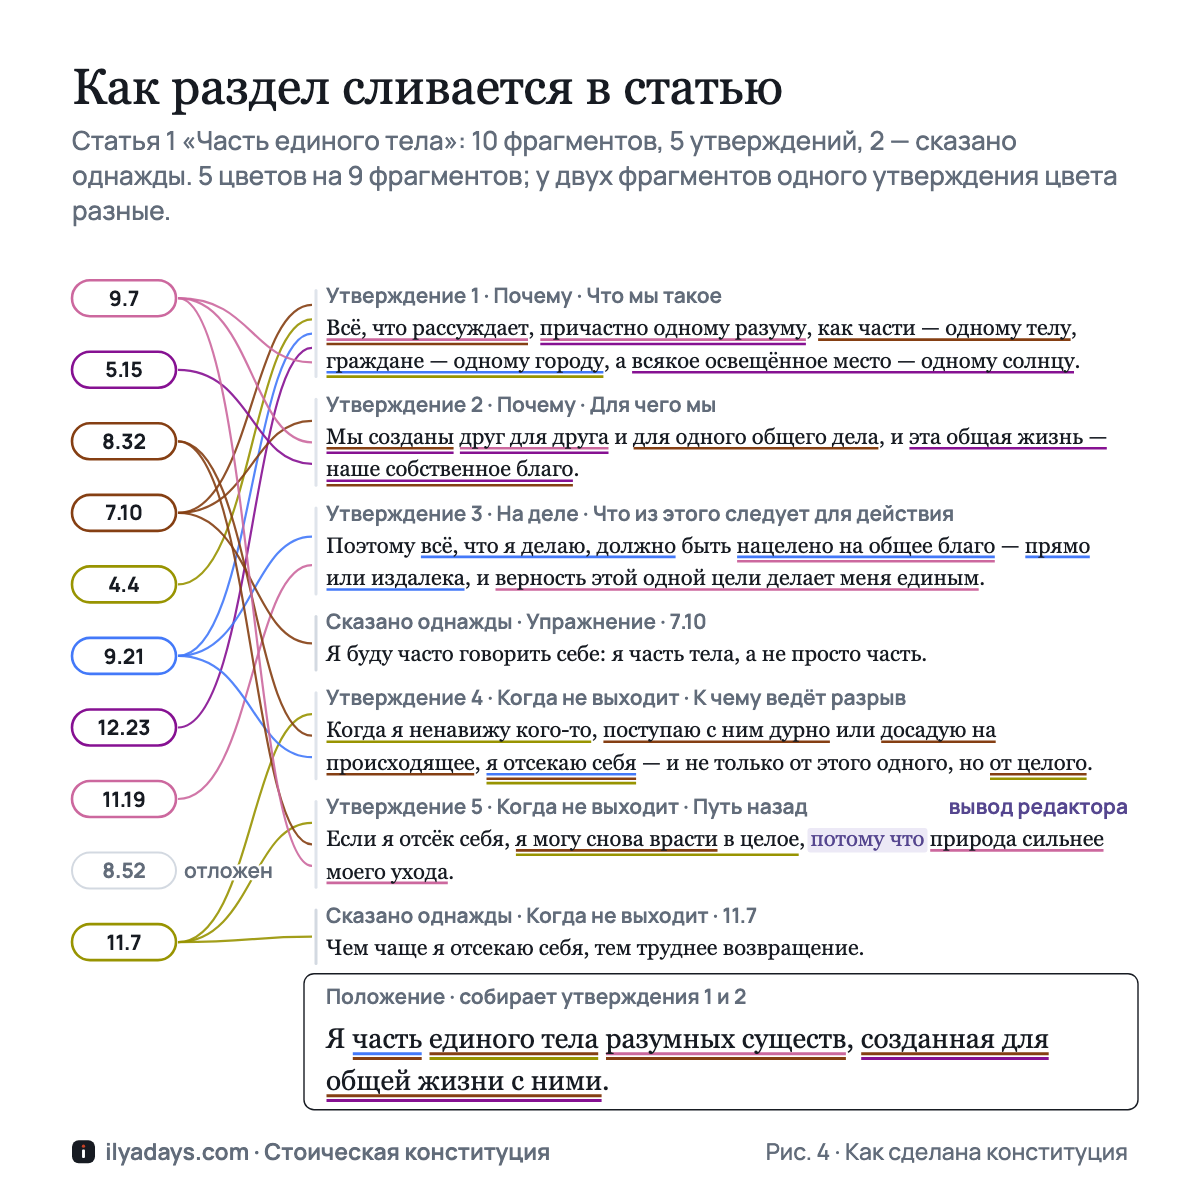 Как раздел сливается в статью
Статья 1 «Часть единого тела»: 10 фрагментов, 5 утверждений, 2 — сказано
однажды. 5 цветов на 9 фрагментов; у двух фрагментов одного утверждения цвета
разные.
9.7
5.15
8.32
7.10
4.4
9.21
12.23
11.19
8.52 отложен
11.7
Утверждение 1 · Почему · Что мы такое
Всё, что рассуждает, причастно одному разуму, как части — одному телу,
граждане — одному городу, а всякое освещённое место — одному солнцу.
Утверждение 2 · Почему · Для чего мы
Мы созданы друг для друга и для одного общего дела, и эта общая жизнь —
наше собственное благо.
Утверждение 3 · На деле · Что из этого следует для действия
Поэтому всё, что я делаю, должно быть нацелено на общее благо — прямо
или издалека, и верность этой одной цели делает меня единым.
Сказано однажды · Упражнение · 7.10
Я буду часто говорить себе: я часть тела, а не просто часть.
Утверждение 4 · Когда не выходит · К чему ведёт разрыв
Когда я ненавижу кого-то, поступаю с ним дурно или досадую на
происходящее, я отсекаю себя — и не только от этого одного, но от целого.
Утверждение 5 · Когда не выходит · Путь назад вывод редактора
Если я отсёк себя, я могу снова врасти в целое, потому что природа сильнее
моего ухода.
Сказано однажды · Когда не выходит · 11.7
Чем чаще я отсекаю себя, тем труднее возвращение.
Положение · собирает утверждения 1 и 2
Я часть единого тела разумных существ, созданная для
общей жизни с ними.
i ilyadays.com · Стоическая конституция
Рис. 4 · Как сделана конституция